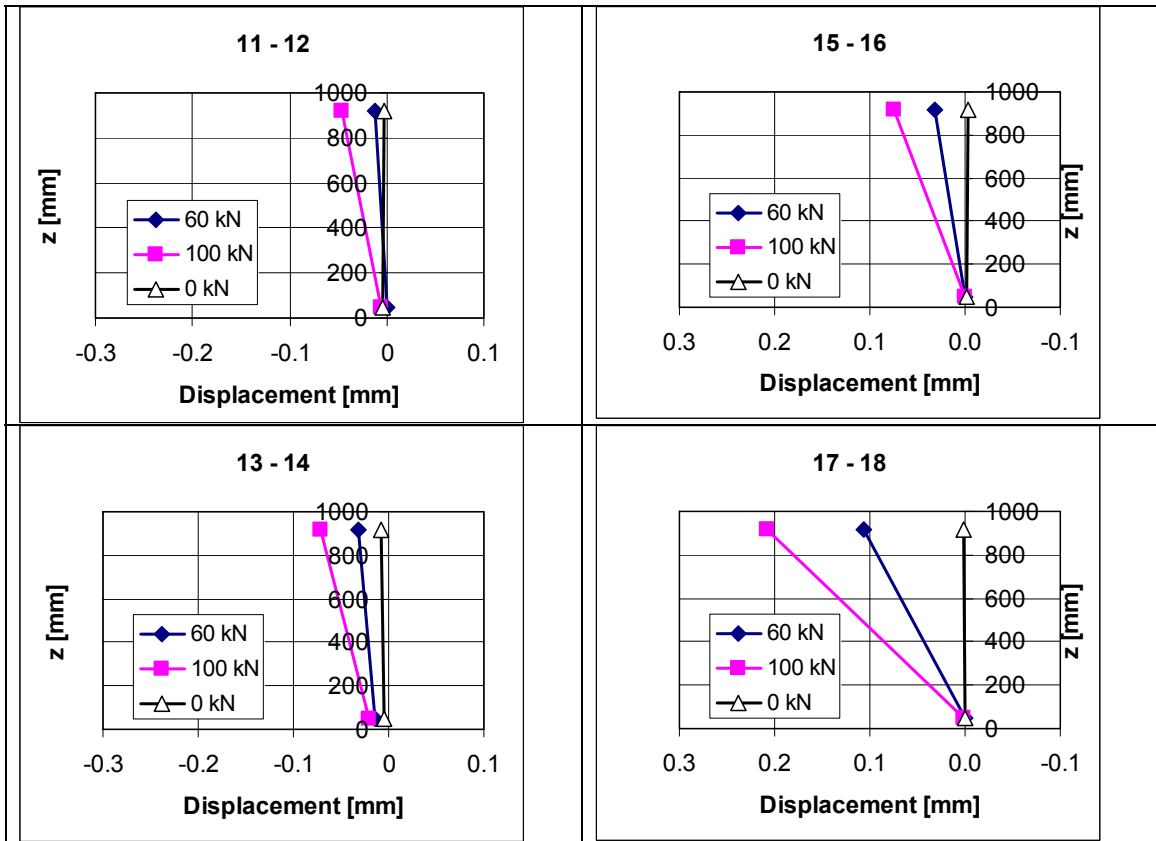 11 - 12
1000
800
600
400
200
0
z [mm]
60 kN
100 kN
0 kN
-0.3 -0.2 -0.1 0 0.1
Displacement [mm]
15 - 16
1000
800
600
400
200
0
z [mm]
60 kN
100 kN
0 kN
0.3 0.2 0.1 0.0 -0.1
Displacement [mm]
13 - 14
1000
800
600
400
200
0
z [mm]
60 kN
100 kN
0 kN
-0.3 -0.2 -0.1 0 0.1
Displacement [mm]
17 - 18
1000
800
600
400
200
0
z [mm]
60 kN
100 kN
0 kN
0.3 0.2 0.1 0.0 -0.1
Displacement [mm]